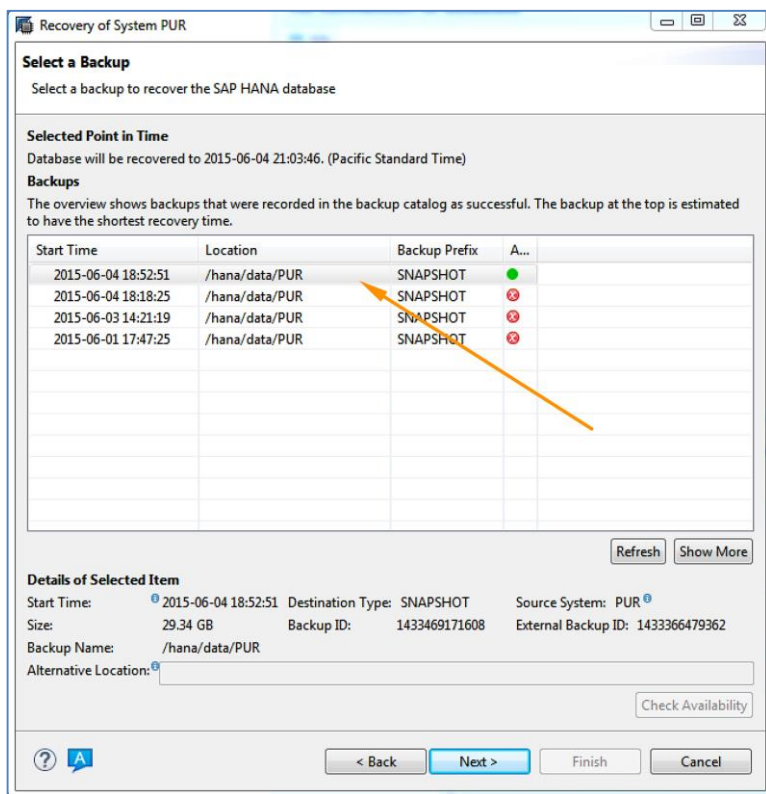 Recovery of System PUR
Select a Backup
Select a backup to recover the SAP HANA database
Selected Point in Time
Database will be recovered to 2015-06-04 21:03:46. (Pacific Standard Time)
Backups
The overview shows backups that were recorded in the backup catalog as successful. The backup at the top is estimated
to have the shortest recovery time.
Start Time Location Backup Prefix A...
2015-06-04 18:52:51 /hana/data/PUR SNAPSHOT
2015-06-04 18:18:25 /hana/data/PUR SNAPSHOT
2015-06-03 14:21:19 /hana/data/PUR SNAPSHOT
2015-06-01 17:47:25 /hana/data/PUR SNAPSHOT
Refresh Show More
Details of Selected Item
Start Time: 2015-06-04 18:52:51 Destination Type: SNAPSHOT Source System: PUR
Size: 29.34 GB Backup ID: 1433469171608 External Backup ID: 1433366479362
Backup Name: /hana/data/PUR
Alternative Location:
Check Availability
? A < Back Next > Finish Cancel